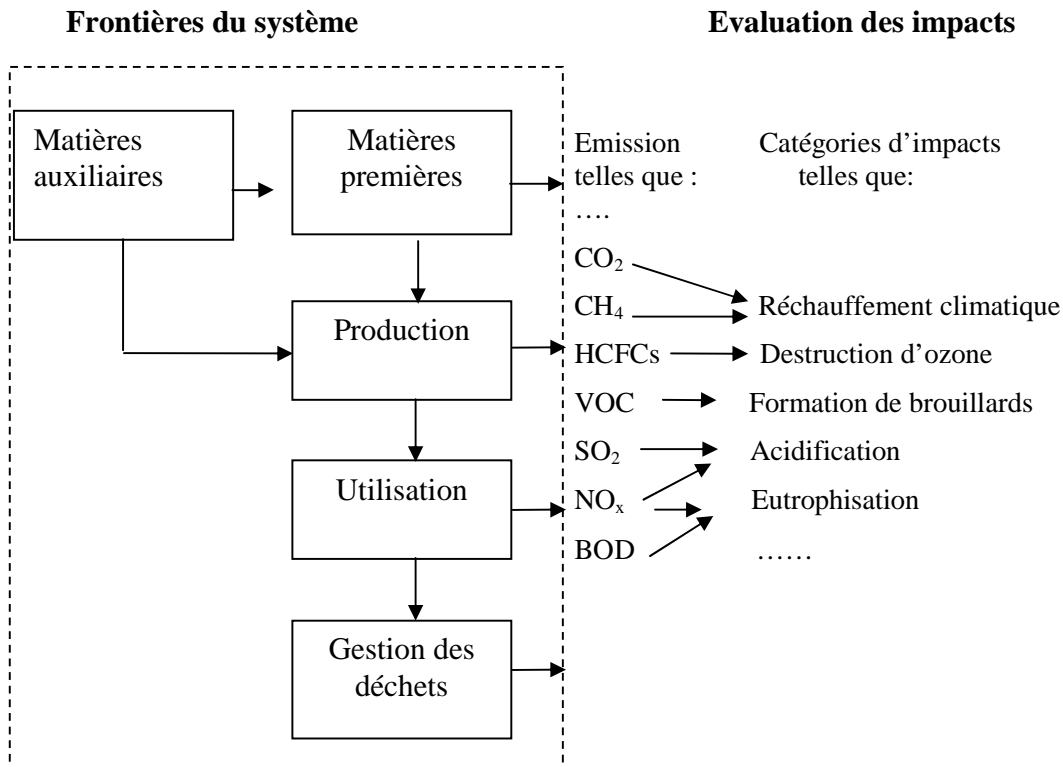 Frontières du système
Evaluation des impacts
Matières
auxiliaires
Matières
premières
Production
Utilisation
Gestion des
déchets
Emission
telles que :
….
CO₂
CH₄
HCFCs
VOC
SO₂
NOₓ
BOD
Catégories d’impacts
telles que:
Réchauffement climatique
Destruction d’ozone
Formation de brouillards
Acidification
Eutrophisation
……